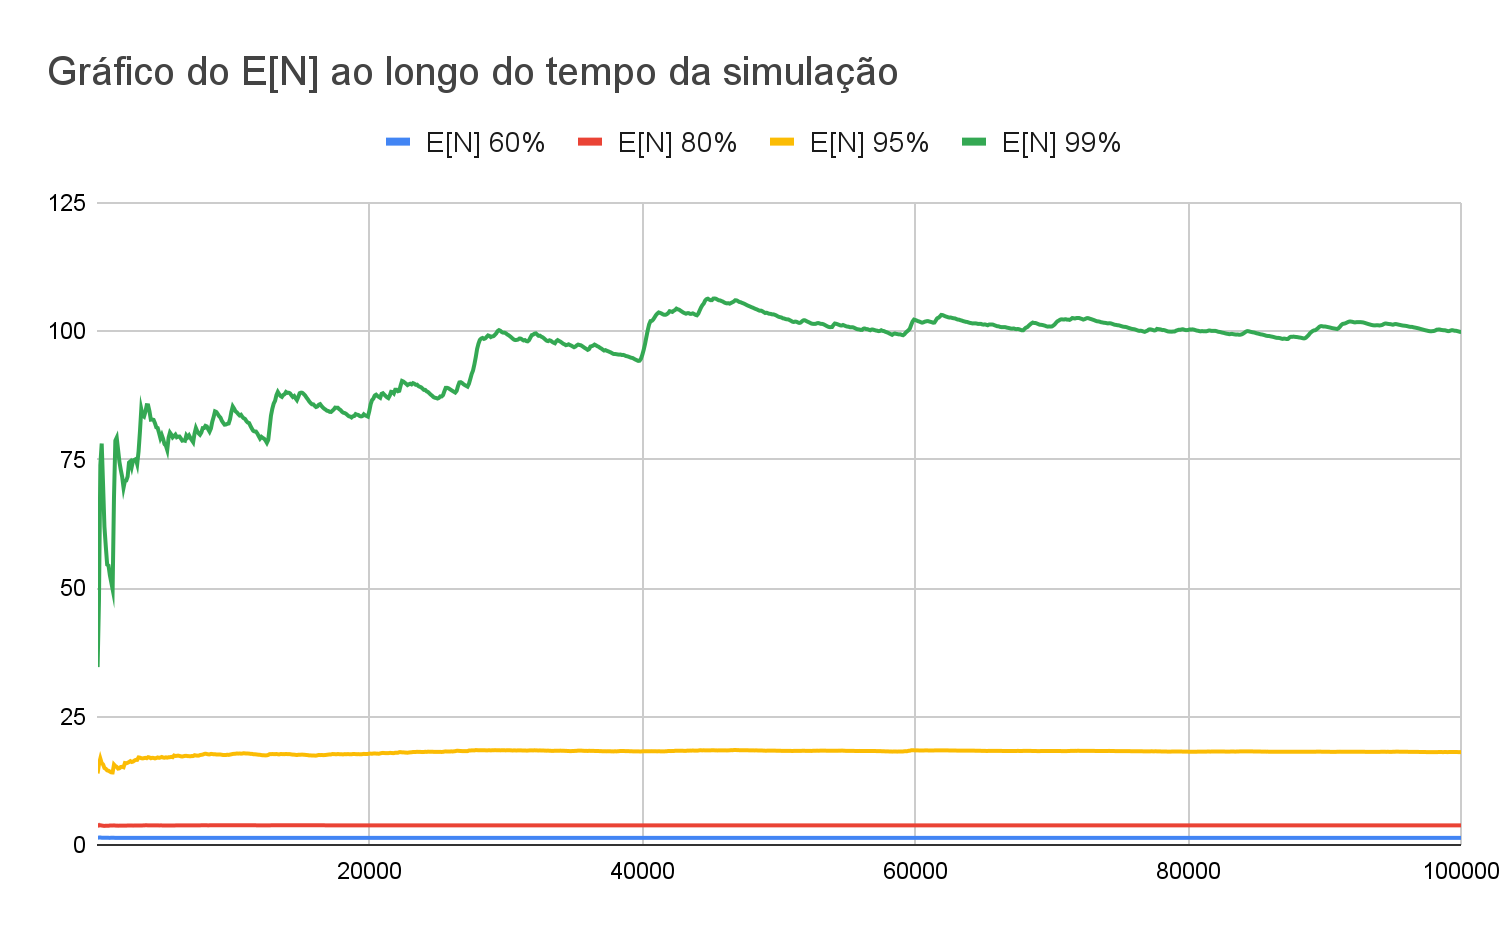 Gráfico do E[N] ao longo do tempo da simulação
E[N] 60% E[N] 80% E[N] 95% E[N] 99%
125
100
75
50
25
0
20000 40000 60000 80000 100000